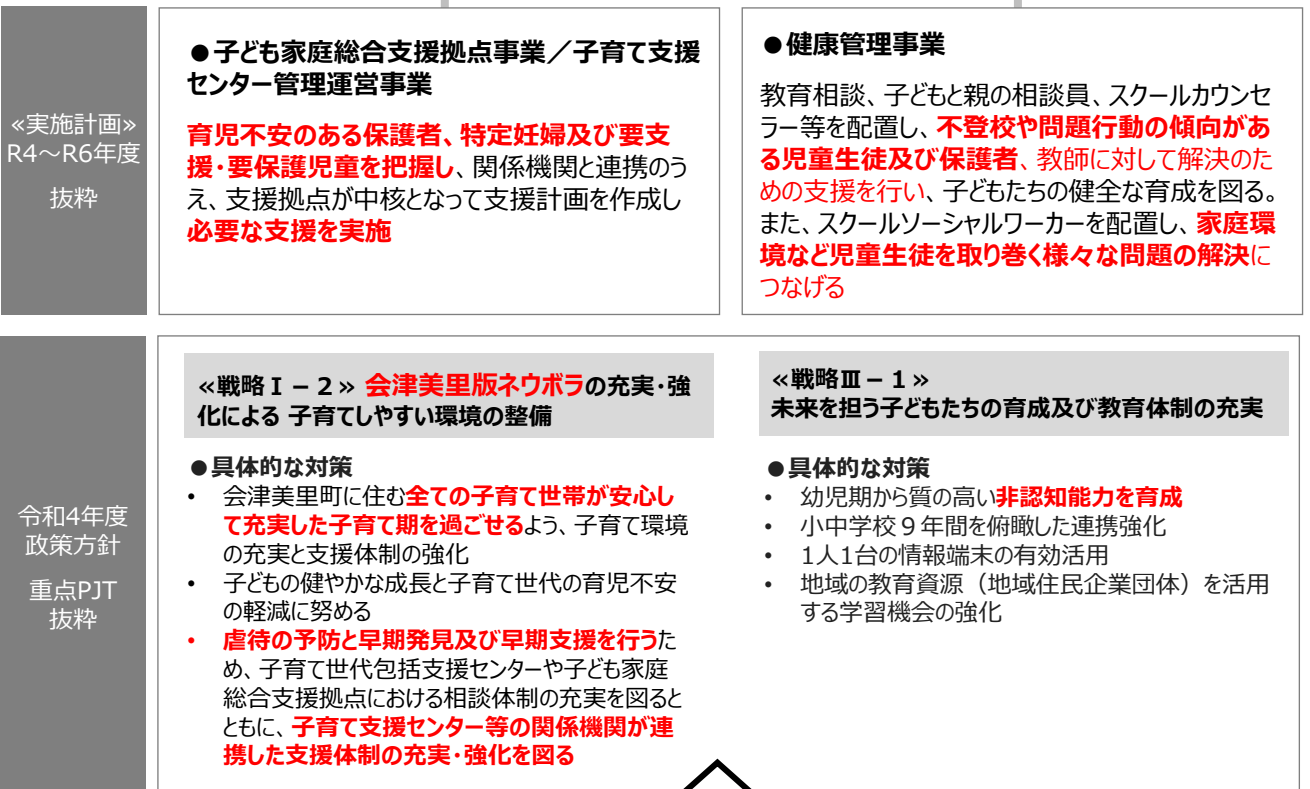 ≪実施計画≫
R4～R6年度
抜粋
●子ども家庭総合支援拠点事業／子育て支援
センター管理運営事業
育児不安のある保護者、特定妊婦及び要支
援・要保護児童を把握し、関係機関と連携のう
え、支援拠点が中核となって支援計画を作成し
必要な支援を実施
●健康管理事業
教育相談、子どもと親の相談員、スクールカウンセ
ラー等を配置し、不登校や問題行動の傾向があ
る児童生徒及び保護者、教師に対して解決のた
めの支援を行い、子どもたちの健全な育成を図る。
また、スクールソーシャルワーカーを配置し、家庭環
境など児童生徒を取り巻く様々な問題の解決に
つなげる
令和4年度
政策方針
重点PJT
抜粋
≪戦略Ⅰ－２≫ 会津美里版ネウボラの充実・強
化による 子育てしやすい環境の整備
●具体的な対策
• 会津美里町に住む全ての子育て世帯が安心し
て充実した子育て期を過ごせるよう、子育て環境
の充実と支援体制の強化
• 子どもの健やかな成長と子育て世代の育児不安
の軽減に努める
• 虐待の予防と早期発見及び早期支援を行うた
め、子育て世代包括支援センターや子ども家庭
総合支援拠点における相談体制の充実を図ると
ともに、子育て支援センター等の関係機関が連
携した支援体制の充実・強化を図る
≪戦略Ⅲ－１≫
未来を担う子どもたちの育成及び教育体制の充実
●具体的な対策
• 幼児期から質の高い非認知能力を育成
• 小中学校９年間を俯瞰した連携強化
• 1人1台の情報端末の有効活用
• 地域の教育資源（地域住民企業団体）を活用
する学習機会の強化